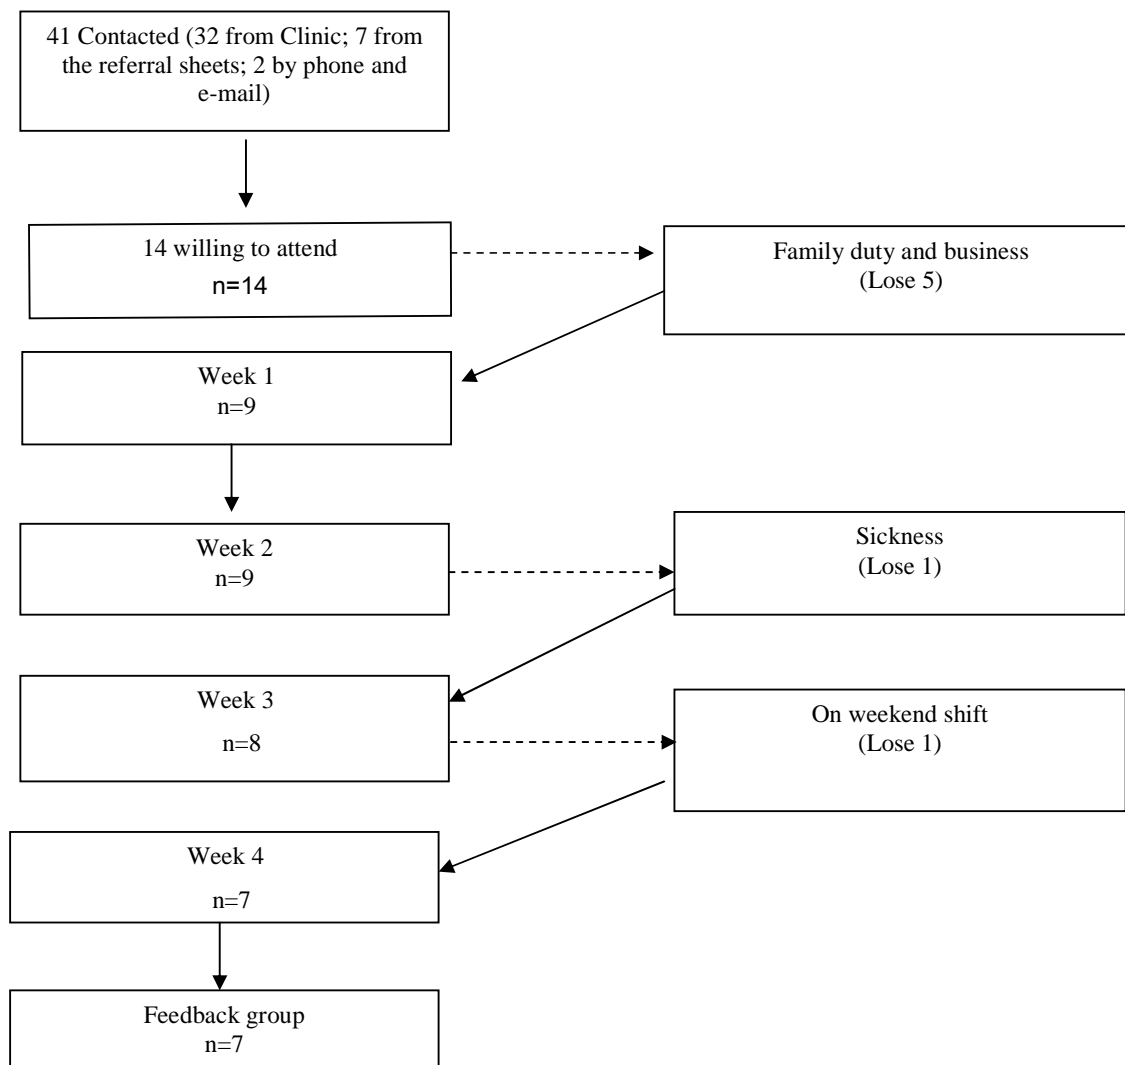 41 Contacted (32 from Clinic; 7 from
the referral sheets; 2 by phone and
e-mail)
14 willing to attend
n=14
Family duty and business
(Lose 5)
Week 1
n=9
Week 2
n=9
Sickness
(Lose 1)
Week 3
n=8
On weekend shift
(Lose 1)
Week 4
n=7
Feedback group
n=7